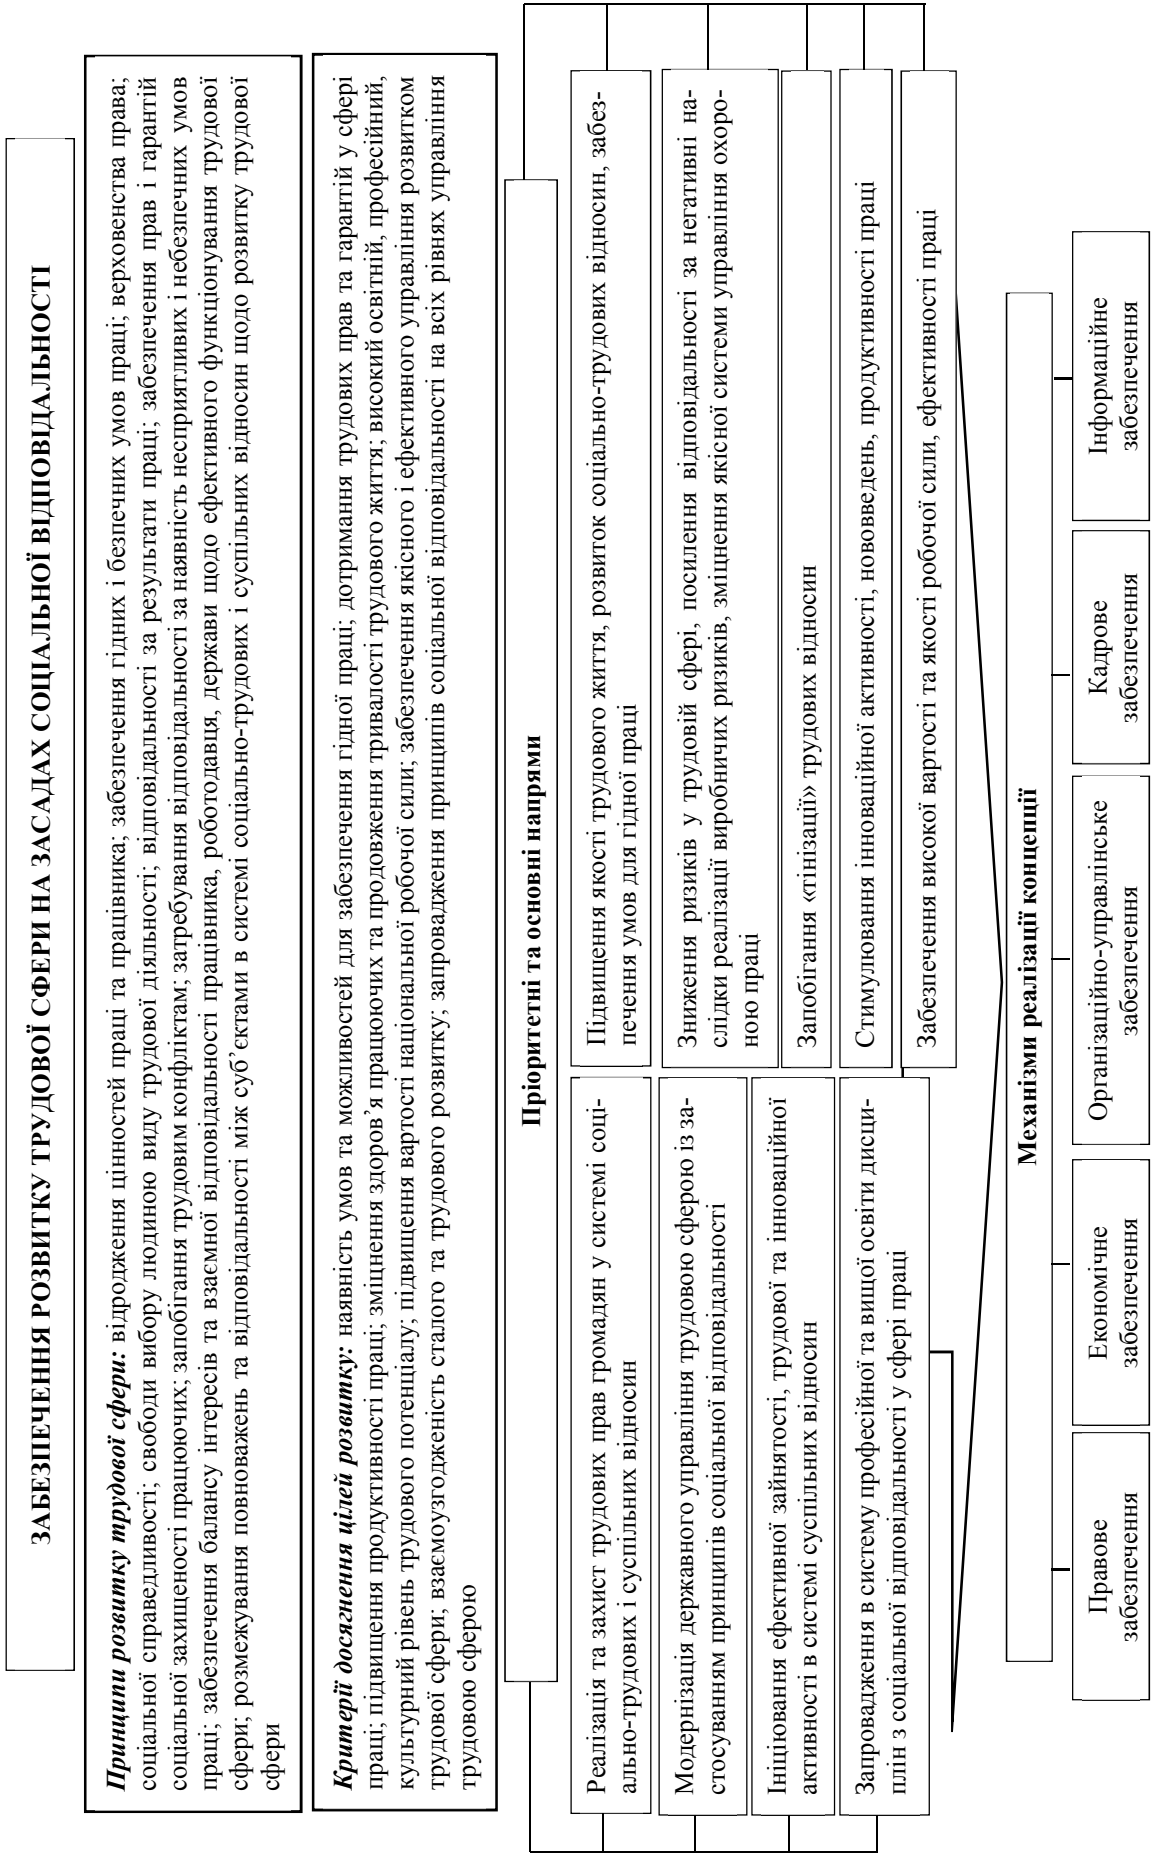 ЗАБЕЗПЕЧЕННЯ РОЗВИТКУ ТРУДОВОЇ СФЕРИ НА ЗАСАДАХ СОЦІАЛЬНОЇ ВІДПОВІДАЛЬНОСТІ
Принципи розвитку трудової сфери: відродження цінностей праці та працівника; забезпечення гідних і безпечних умов праці; верховенства права;
соціальної справедливості; свободи вибору людиною виду трудової діяльності; відповідальності за результати праці; забезпечення прав і гарантій
соціальної захищеності працюючих; запобігання трудовим конфліктам; затребування відповідальності за наявність несприятливих і небезпечних умов
праці; забезпечення балансу інтересів та взаємної відповідальності працівника, роботодавця, держави щодо ефективного функціонування трудової
сфери; розмежування повноважень та відповідальності між суб’єктами в системі соціально-трудових і суспільних відносин щодо розвитку трудової
сфери
Критерії досягнення цілей розвитку: наявність умов та можливостей для забезпечення гідної праці; дотримання трудових прав та гарантій у сфері
праці; підвищення продуктивності праці; зміцнення здоров’я працюючих та продовження тривалості трудового життя; високий освітній, професійний,
культурний рівень трудового потенціалу; підвищення вартості національної робочої сили; забезпечення якісного і ефективного управління розвитком
трудової сфери; взаємоузгодженість сталого та трудового розвитку; запровадження принципів соціальної відповідальності на всіх рівнях управління
трудовою сферою
Пріоритетні та основні напрями
Реалізація та захист трудових прав громадян у системі соці-
ально-трудових і суспільних відносин
Модернізація державного управління трудовою сферою із за-
стосуванням принципів соціальної відповідальності
Ініціювання ефективної зайнятості, трудової та інноваційної
активності в системі суспільних відносин
Запровадження в систему професійної та вищої освіти дисци-
плін з соціальної відповідальності у сфері праці
Підвищення якості трудового життя, розвиток соціально-трудових відносин, забез-
печення умов для гідної праці
Зниження ризиків у трудовій сфері, посилення відповідальності за негативні на-
слідки реалізації виробничих ризиків, зміцнення якісної системи управління охоро-
ною праці
Запобігання «тінізації» трудових відносин
Стимулювання інноваційної активності, нововведень, продуктивності праці
Забезпечення високої вартості та якості робочої сили, ефективності праці
Механізми реалізації концепції
Правове
забезпечення
Економічне
забезпечення
Організаційно-управлінське
забезпечення
Кадрове
забезпечення
Інформаційне
забезпечення